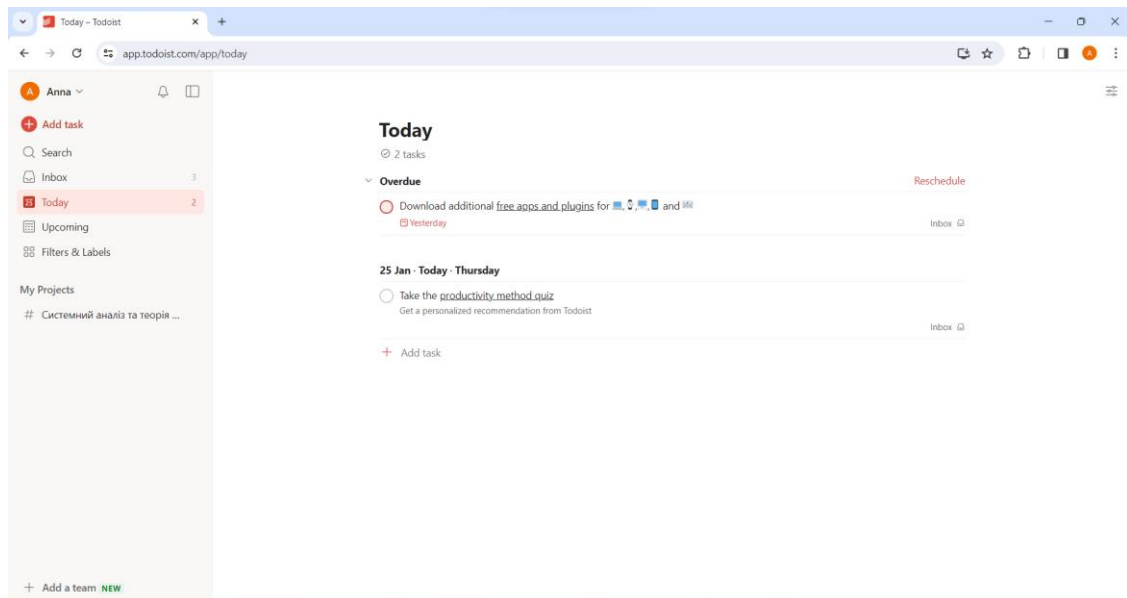 Today – Todoist
app.todoist.com/app/today
A
A
Anna
Add task
Search
Inbox 3
25 Today 2
Upcoming
Filters & Labels
My Projects
# Системний аналіз та теорія ...
+ Add a team NEW
Today
2 tasks
Overdue Reschedule
Download additional free apps and plugins for , , , and
Yesterday Inbox
25 Jan · Today · Thursday
Take the productivity method quiz
Get a personalized recommendation from Todoist
Inbox
+ Add task